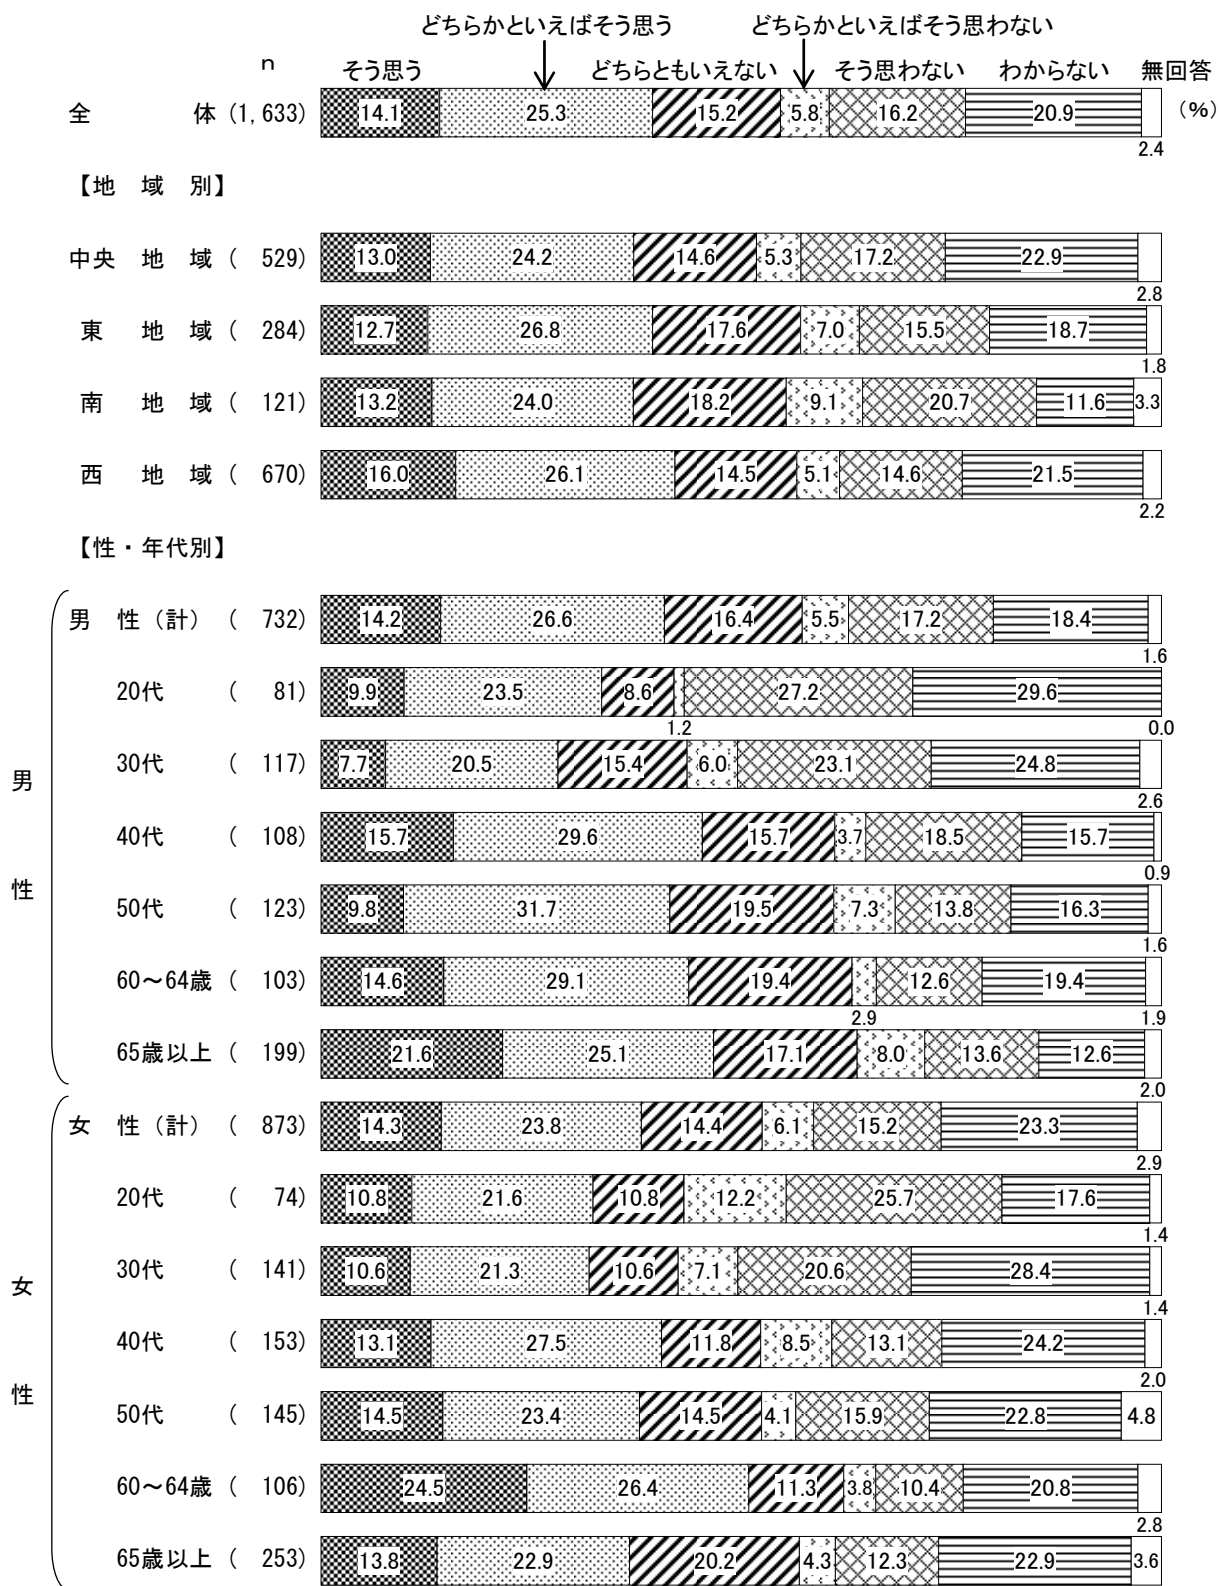 どちらかといえばそう思う　どちらかといえばそう思わない
n　そう思う　どちらともいえない　そう思わない　わからない　無回答
全　体 (1,633) 14.1 25.3 15.2 5.8 16.2 20.9 (%)
2.4
【地　域　別】
中央　地　域 ( 529) 13.0 24.2 14.6 5.3 17.2 22.9
2.8
東　地　域 ( 284) 12.7 26.8 17.6 7.0 15.5 18.7
1.8
南　地　域 ( 121) 13.2 24.0 18.2 9.1 20.7 11.6 3.3
西　地　域 ( 670) 16.0 26.1 14.5 5.1 14.6 21.5
2.2
【性・年代別】
男　性（計） ( 732) 14.2 26.6 16.4 5.5 17.2 18.4
1.6
20代 ( 81) 9.9 23.5 8.6 27.2 29.6
1.2 0.0
30代 ( 117) 7.7 20.5 15.4 6.0 23.1 24.8
男
2.6
40代 ( 108) 15.7 29.6 15.7 3.7 18.5 15.7
0.9
性
50代 ( 123) 9.8 31.7 19.5 7.3 13.8 16.3
1.6
60～64歳 ( 103) 14.6 29.1 19.4 12.6 19.4
2.9 1.9
65歳以上 ( 199) 21.6 25.1 17.1 8.0 13.6 12.6
2.0
女　性（計） ( 873) 14.3 23.8 14.4 6.1 15.2 23.3
2.9
20代 ( 74) 10.8 21.6 10.8 12.2 25.7 17.6
1.4
30代 ( 141) 10.6 21.3 10.6 7.1 20.6 28.4
女
1.4
40代 ( 153) 13.1 27.5 11.8 8.5 13.1 24.2
2.0
性
50代 ( 145) 14.5 23.4 14.5 4.1 15.9 22.8 4.8
60～64歳 ( 106) 24.5 26.4 11.3 3.8 10.4 20.8
2.8
65歳以上 ( 253) 13.8 22.9 20.2 4.3 12.3 22.9 3.6